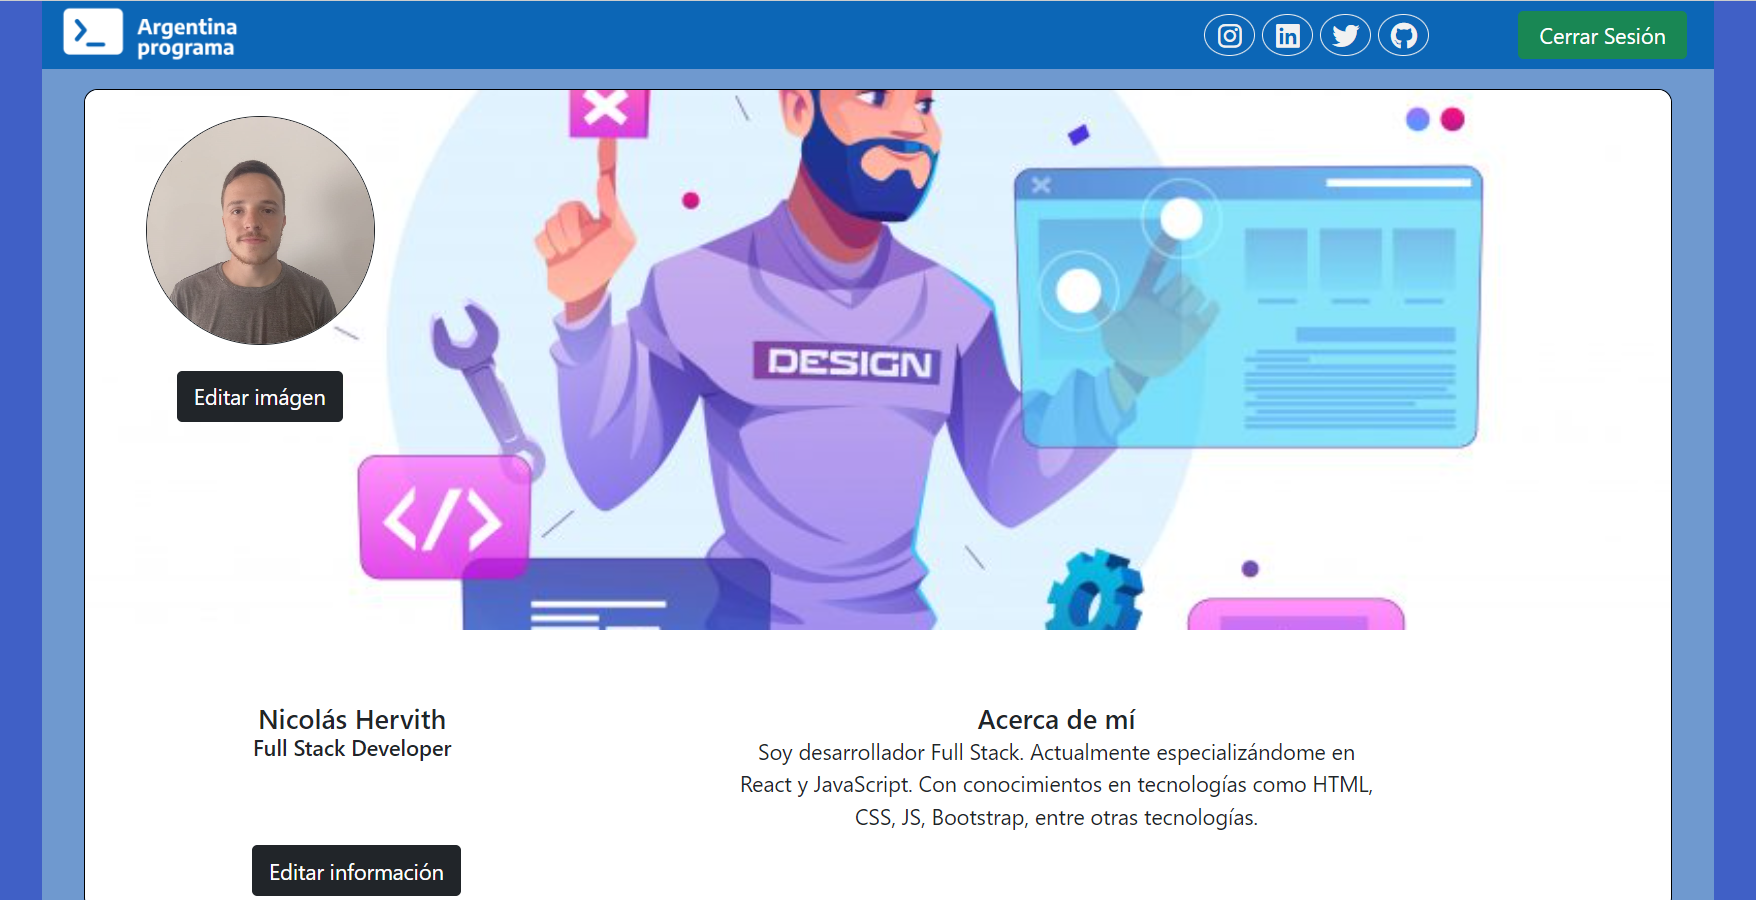 Argentina
programa
Cerrar Sesión
Editar imágen
DESIGN
Nicolás Hervith
Full Stack Developer
Acerca de mí
Soy desarrollador Full Stack. Actualmente especializándome en
React y JavaScript. Con conocimientos en tecnologías como HTML,
CSS, JS, Bootstrap, entre otras tecnologías.
Editar información